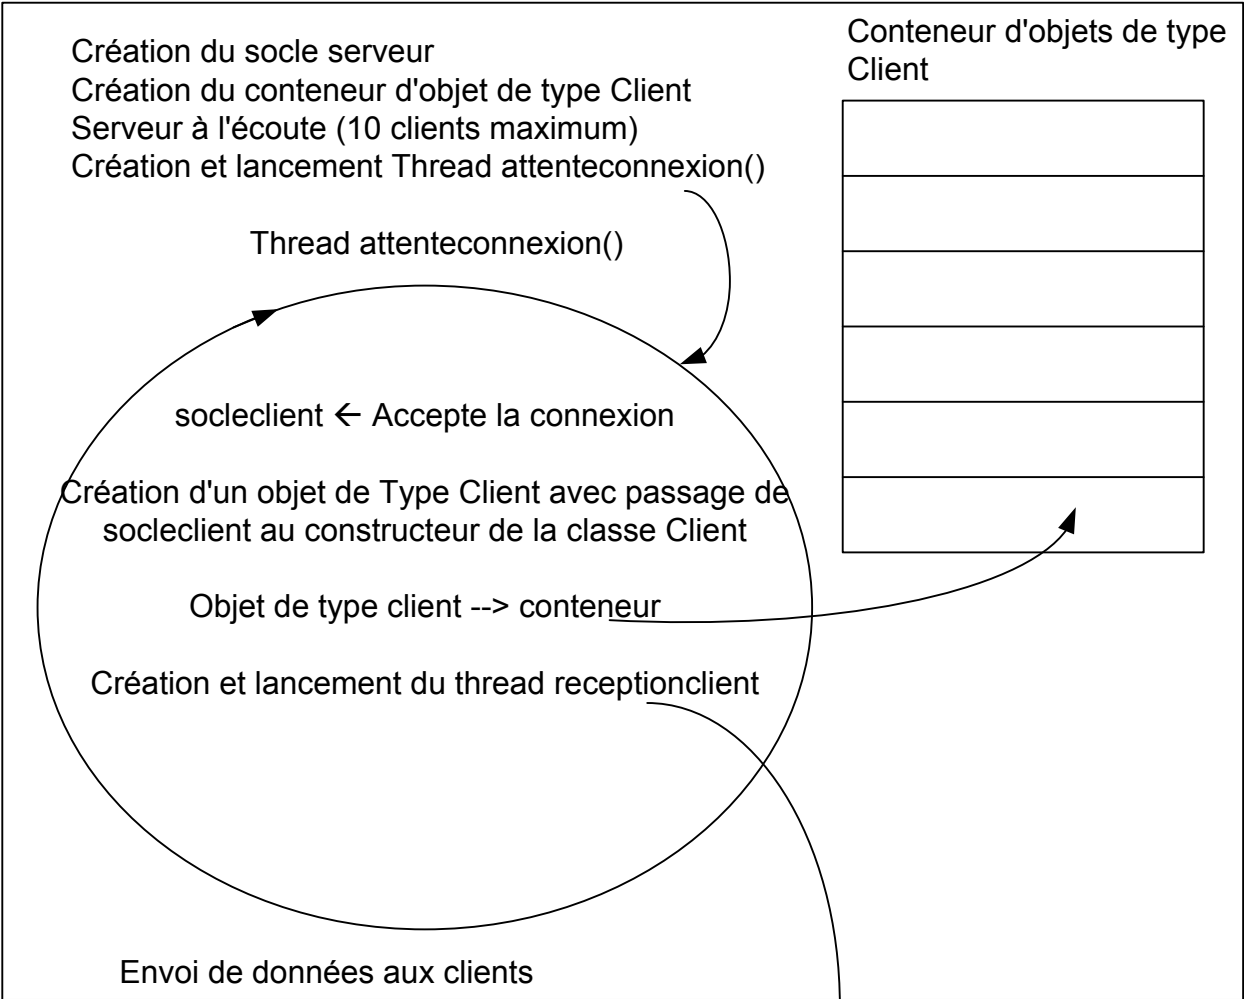 Création du socle serveur
Création du conteneur d'objet de type Client
Serveur à l'écoute (10 clients maximum)
Création et lancement Thread attenteconnexion()
Conteneur d'objets de type
Client
Thread attenteconnexion()
socleclient ← Accepte la connexion
Création d'un objet de Type Client avec passage de
socleclient au constructeur de la classe Client
Objet de type client --> conteneur
Création et lancement du thread receptionclient
Envoi de données aux clients